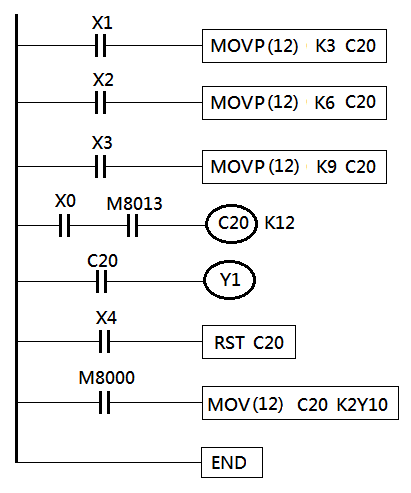 X1
MOVP(12) K3 C20
X2
MOVP(12) K6 C20
X3
MOVP(12) K9 C20
X0 M8013
C20 K12
C20
Y1
X4
RST C20
M8000
MOV(12) C20 K2Y10
END